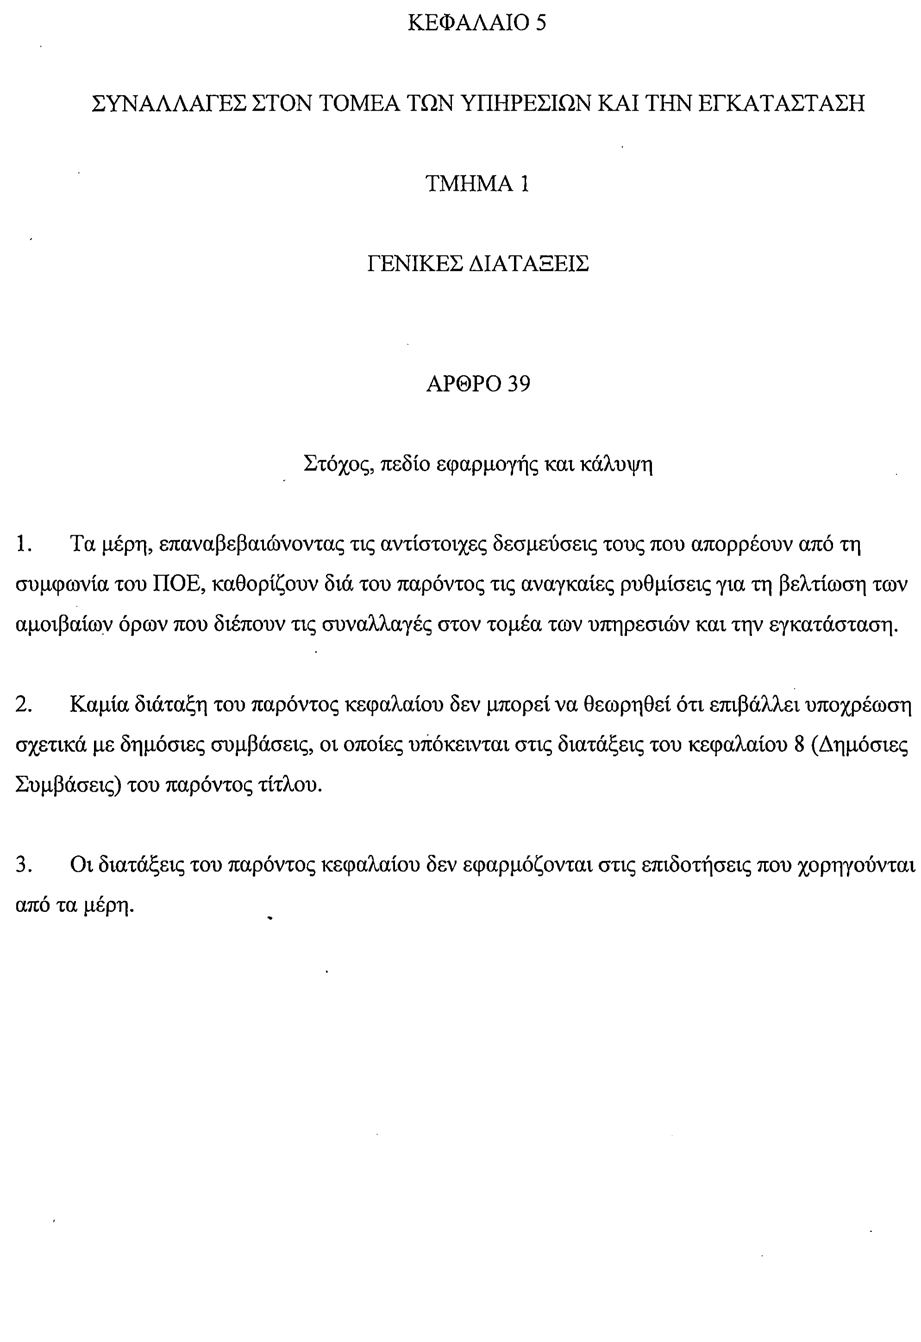 ΚΕΦΑΛΑΙΟ 5
ΣΥΝΑΛΛΑΓΕΣ ΣΤΟΝ ΤΟΜΕΑ ΤΩΝ ΥΠΗΡΕΣΙΩΝ ΚΑΙ ΤΗΝ ΕΓΚΑΤΑΣΤΑΣΗ
ΤΜΗΜΑ 1
ΓΕΝΙΚΕΣ ΔΙΑΤΑΞΕΙΣ
ΑΡΘΡΟ 39
Στόχος, πεδίο εφαρμογής και κάλυψη
1. Τα μέρη, επαναβεβαιώνοντας τις αντίστοιχες δεσμεύσεις τους που απορρέουν από τη
συμφωνία του ΠΟΕ, καθορίζουν διά του παρόντος τις αναγκαίες ρυθμίσεις για τη βελτίωση των
αμοιβαίων όρων που διέπουν τις συναλλαγές στον τομέα των υπηρεσιών και την εγκατάσταση.
2. Καμία διάταξη του παρόντος κεφαλαίου δεν μπορεί να θεωρηθεί ότι επιβάλλει υποχρέωση
σχετικά με δημόσιες συμβάσεις, οι οποίες υπόκεινται στις διατάξεις του κεφαλαίου 8 (Δημόσιες
Συμβάσεις) του παρόντος τίτλου.
3. Οι διατάξεις του παρόντος κεφαλαίου δεν εφαρμόζονται στις επιδοτήσεις που χορηγούνται
από τα μέρη.